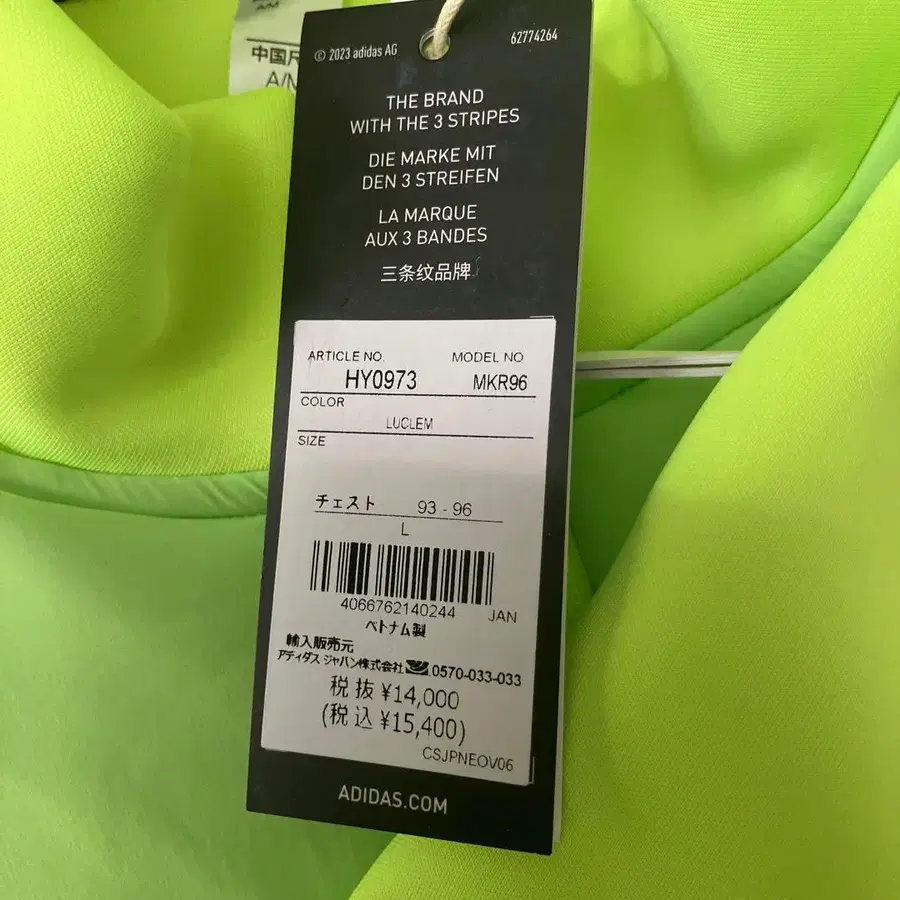 A/M
中国尺
A/M
© 2023 adidas AG
62774264
THE BRAND
WITH THE 3 STRIPES
DIE MARKE MIT
DEN 3 STREIFEN
LA MARQUE
AUX 3 BANDES
三条纹品牌
ARTICLE NO. MODEL NO
HY0973 MKR96
COLOR
LUCLEM
SIZE
チェスト 93 - 96
L
4066762140244 JAN
ベトナム製
輸入販売元
アディダス ジャパン株式会社 0570-033-033
税 抜 ¥14,000
(税 込 ¥15,400)
CSJPNEOV06
ADIDAS.COM